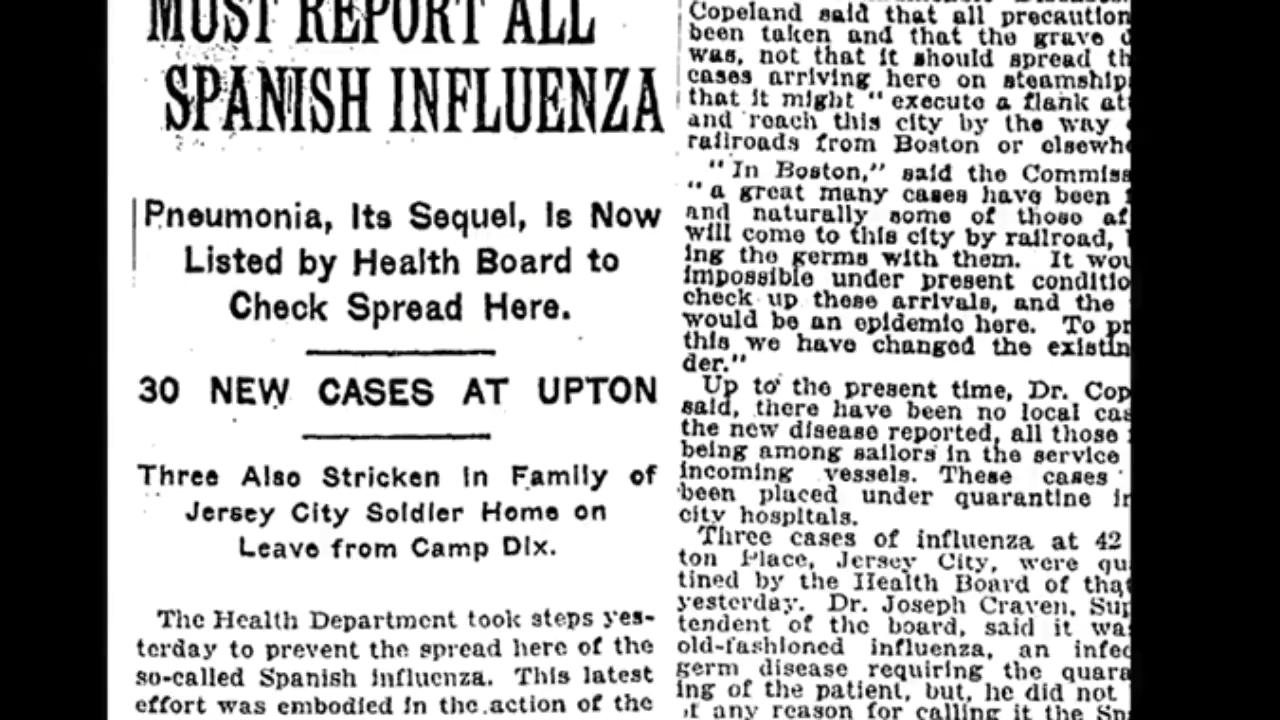 MUST REPORT ALL
SPANISH INFLUENZA
Pneumonia, Its Sequel, Is Now
Listed by Health Board to
Check Spread Here.
30 NEW CASES AT UPTON
Three Also Stricken in Family of
Jersey City Soldier Home on
Leave from Camp Dix.
The Health Department took steps yes-
terday to prevent the spread here of the
so-called Spanish influenza. This latest
effort was embodied in the action of the
Copeland said that all precaution
been taken and that the grave
was, not that it should spread th
cases arriving here on steamship
that it might "execute a flank at
and reach this city by the way
railroads from Boston or elsewh
"In Boston," said the Commiss
"a great many cases have been
and naturally some of those af
will come to this city by railroad,
ing the germs with them. It wou
impossible under present conditio
check up these arrivals, and the
would be an epidemic here. To pr
this we have changed the existin
der."
Up to the present time, Dr. Cop
said, there have been no local cas
the new disease reported, all those
being among sailors in the service
incoming vessels. These cases
been placed under quarantine in
city hospitals.
Three cases of influenza at 42
ton Place, Jersey City, were qu
tined by the Health Board of that
yesterday. Dr. Joseph Craven, Sup
tendent of the board, said it was
old-fashioned influenza, an infec
germ disease requiring the quara
ing of the patient, but, he did not
if any reason for calling it the Spa